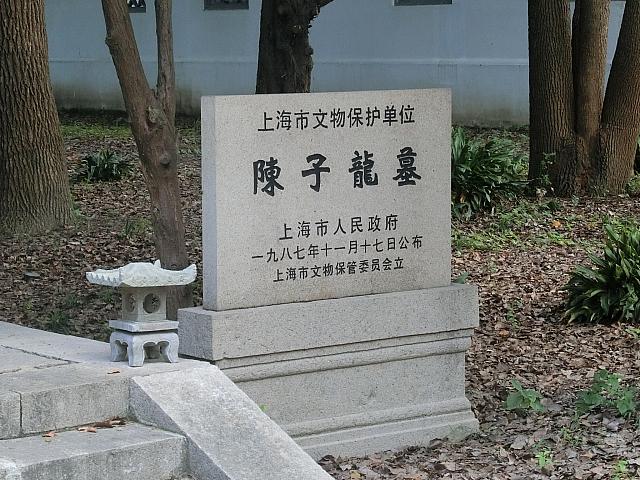 上海市文物保护单位
陳子龍墓
上海市人民政府
一九八七年十一月十七日公布
上海市文物保管委员会立